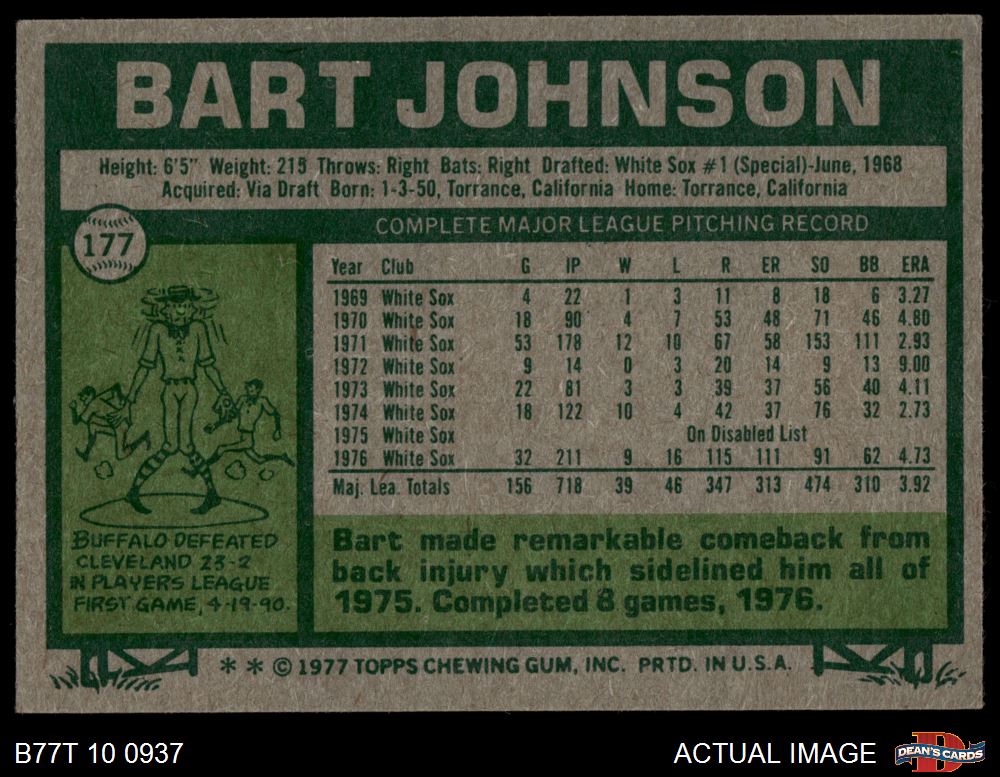 BART JOHNSON
Height: 6'5" Weight: 215 Throws: Right Bats: Right Drafted: White Sox #1 (Special)-June, 1968
Acquired: Via Draft Born: 1-3-50, Torrance, California Home: Torrance, California
177
COMPLETE MAJOR LEAGUE PITCHING RECORD
Year Club G IP W L R ER SO BB ERA
1969 White Sox 4 22 1 3 11 8 18 6 3.27
1970 White Sox 18 90 4 7 53 48 71 46 4.80
1971 White Sox 53 178 12 10 67 58 153 111 2.93
1972 White Sox 9 14 0 3 20 14 9 13 9.00
1973 White Sox 22 81 3 3 39 37 56 40 4.11
1974 White Sox 18 122 10 4 42 37 76 32 2.73
1975 White Sox On Disabled List
1976 White Sox 32 211 9 16 115 111 91 62 4.73
Maj. Lea. Totals 156 718 39 46 347 313 474 310 3.92
BUFFALO DEFEATED
CLEVELAND 23-2
IN PLAYERS LEAGUE
FIRST GAME, 4-19-90.
Bart made remarkable comeback from
back injury which sidelined him all of
1975. Completed 8 games, 1976.
* * © 1977 TOPPS CHEWING GUM, INC. PRTD. IN U.S.A.
B77T 10 0937
ACTUAL IMAGE
DEAN'S CARDS